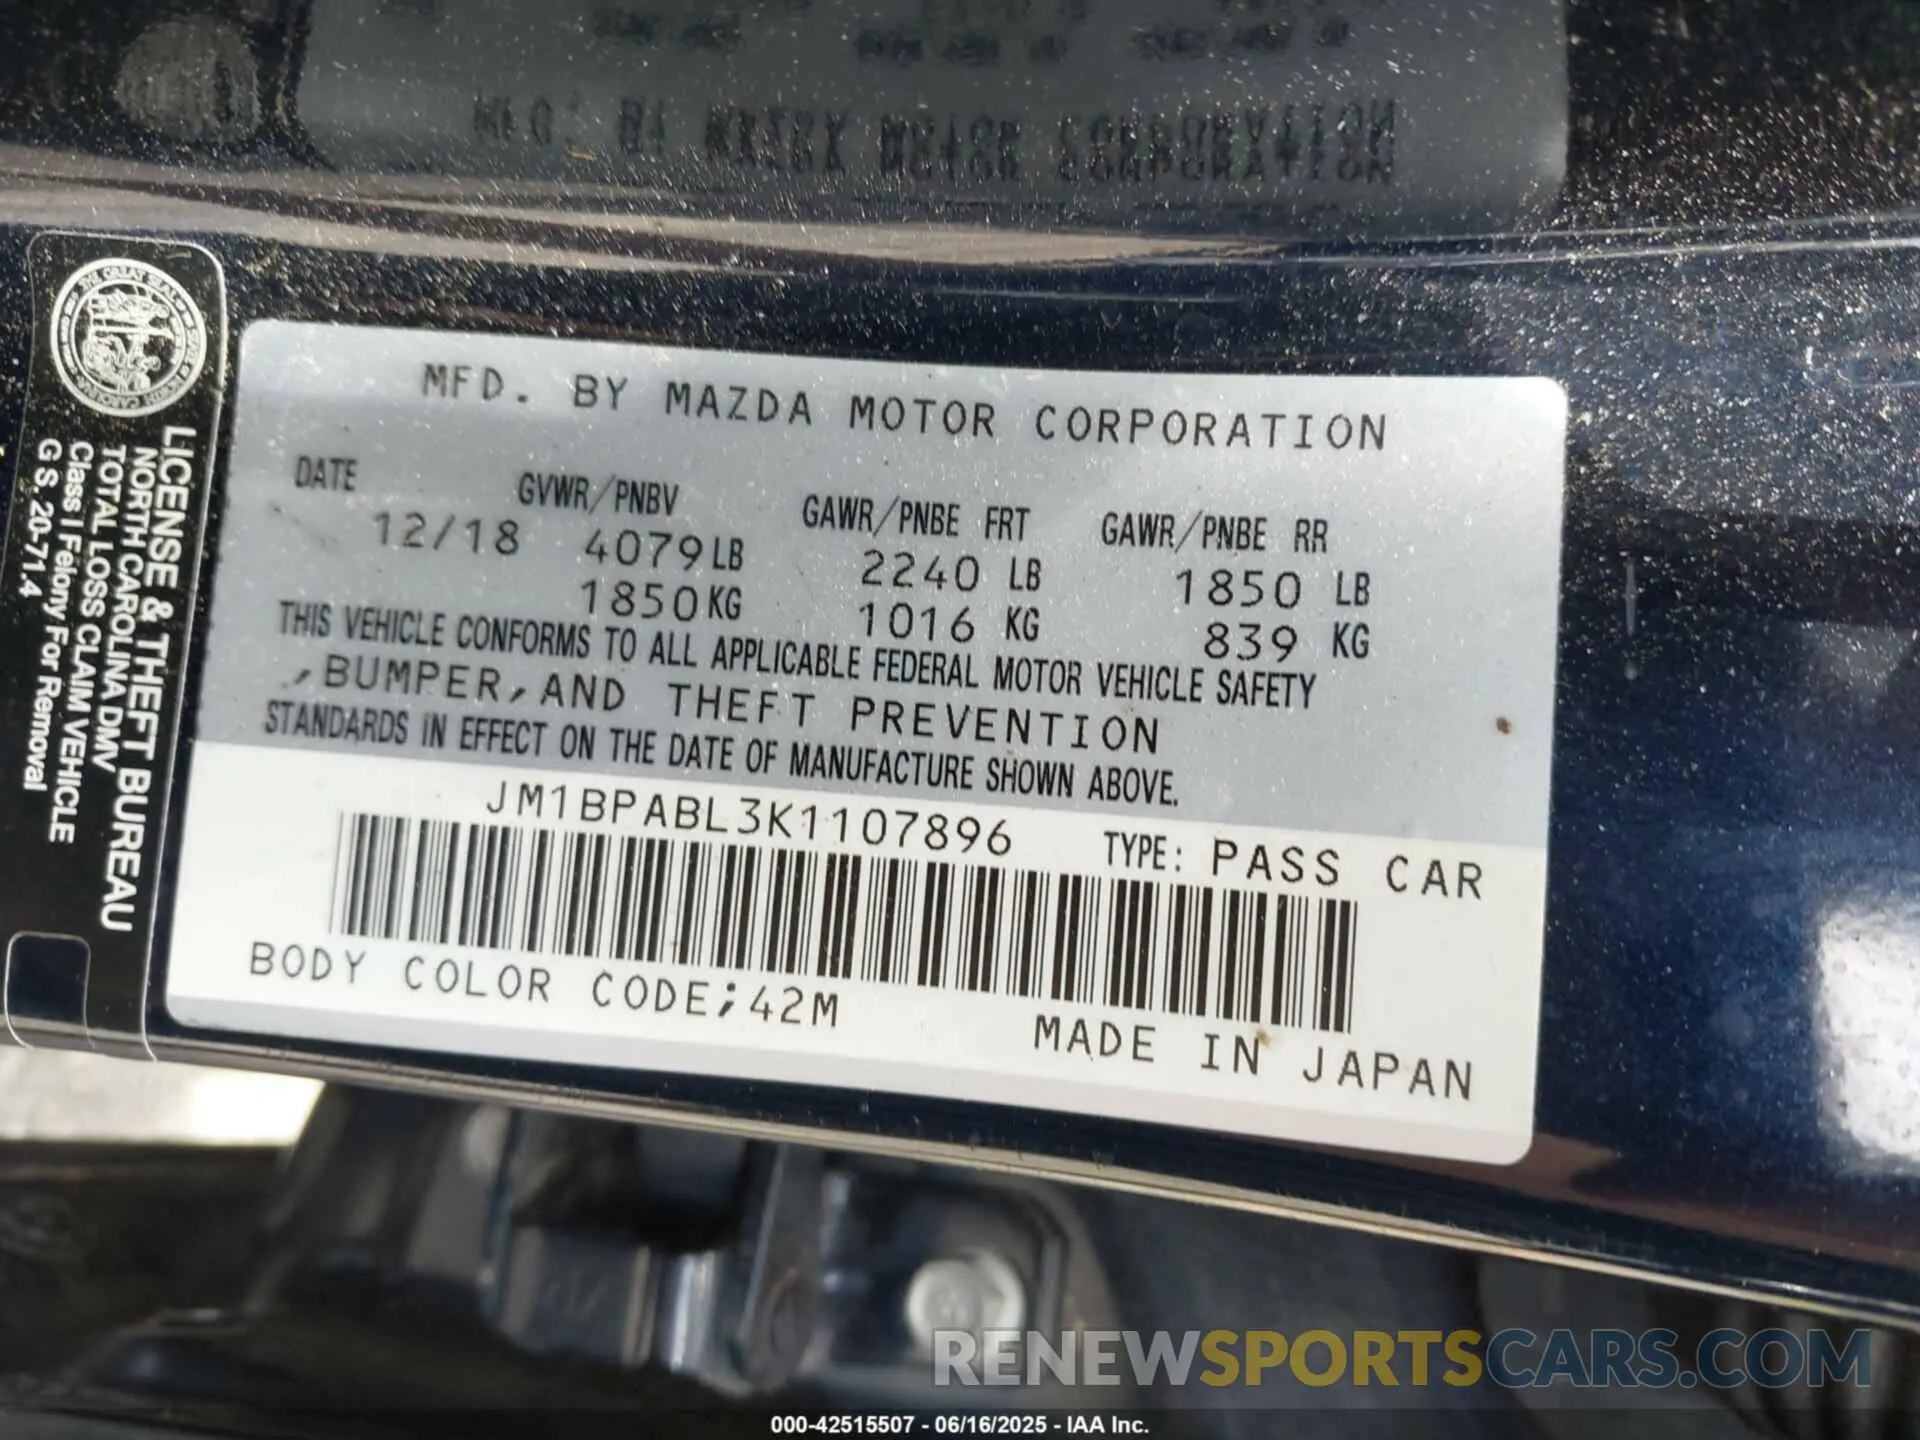 MFD. BY MAZDA MOTOR CORPORATION
DATE GVWR/PNBV GAWR/PNBE FRT GAWR/PNBE RR
12/18 4079LB 2240 LB 1850 LB
1850KG 1016 KG 839 KG
THIS VEHICLE CONFORMS TO ALL APPLICABLE FEDERAL MOTOR VEHICLE SAFETY
,BUMPER,AND THEFT PREVENTION
STANDARDS IN EFFECT ON THE DATE OF MANUFACTURE SHOWN ABOVE.
JM1BPABL3K1107896 TYPE: PASS CAR
BODY COLOR CODE;42M
MADE IN JAPAN
LICENSE & THEFT BUREAU
NORTH CAROLINA DMV
TOTAL LOSS CLAIM VEHICLE
Class I Felony For Removal
G S. 20-71.4
RENEWSPORTSCARS.COM
000-42515507 - 06/16/2025 - IAA Inc.